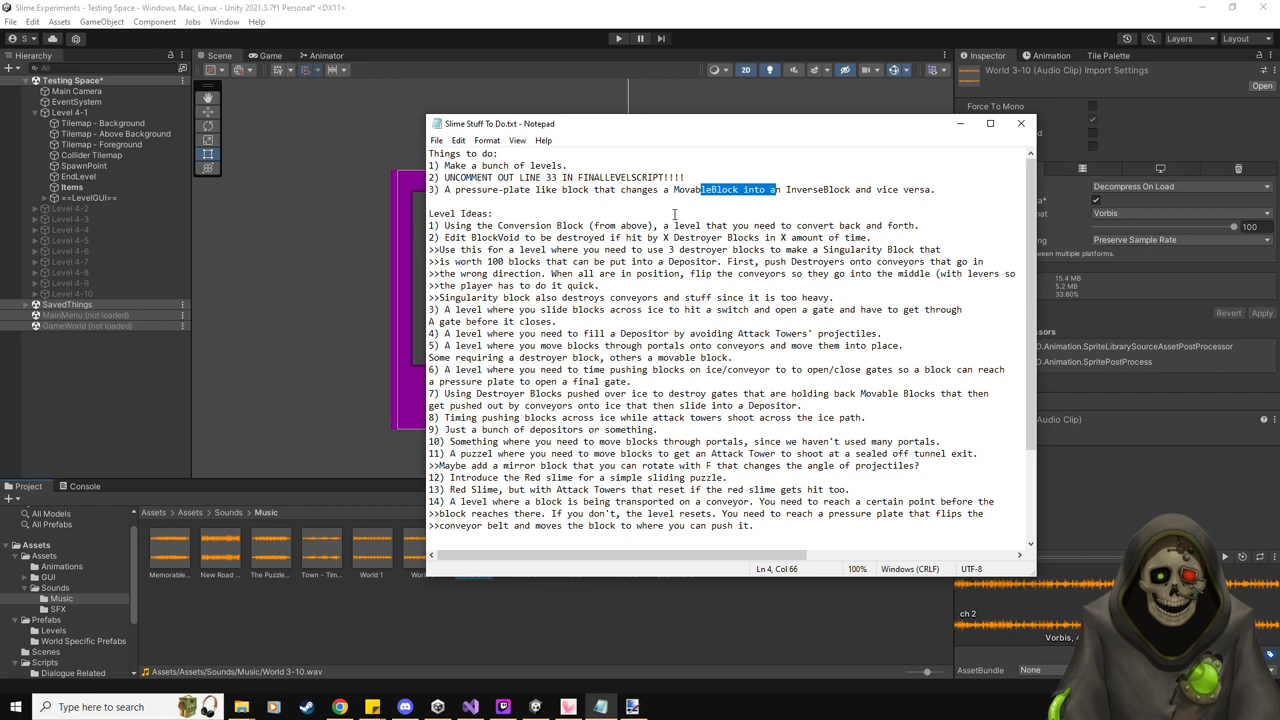 Slime Experiments - Testing Space - Windows, Mac, Linux - Unity 2021.3.7f1 Personal* <DX11>
File Edit Assets GameObject Component Jobs Window Help
S
Layers Layout
Hierarchy
Scene Game Animator
Inspector Animation Tile Palette
All
2D
Testing Space*
Main Camera
EventSystem
Level 4-1
Tilemap - Background
Tilemap - Above Background
Tilemap - Foreground
Collider Tilemap
SpawnPoint
EndLevel
Items
==LevelGUI==
Level 4-2
Level 4-3
Level 4-4
Level 4-5
Level 4-6
Level 4-7
Level 4-8
Level 4-9
Level 4-10
SavedThings
MainMenu (not loaded)
GameWorld (not loaded)
World 3-10 (Audio Clip) Import Settings
Open
Force To Mono
Decompress On Load
Vorbis
100
Preserve Sample Rate
15.4 MB
5.2 MB
33.60%
Revert Apply
D.Animation.SpriteLibrarySourceAssetPostProcessor
D.Animation.SpritePostProcess
Slime Stuff To Do.txt - Notepad
File Edit Format View Help
Things to do:
1) Make a bunch of levels.
2) UNCOMMENT OUT LINE 33 IN FINALLEVELSCRIPT!!!!
3) A pressure-plate like block that changes a MovableBlock into an InverseBlock and vice versa.
Level Ideas:
1) Using the Conversion Block (from above), a level that you need to convert back and forth.
2) Edit BlockVoid to be destroyed if hit by X Destroyer Blocks in X amount of time.
>>Use this for a level where you need to use 3 destroyer blocks to make a Singularity Block that
>>is worth 100 blocks that can be put into a Depositor. First, push Destroyers onto conveyors that go in
>>the wrong direction. When all are in position, flip the conveyors so they go into the middle (with levers so
>>the player has to do it quick.
>>Singularity block also destroys conveyors and stuff since it is too heavy.
3) A level where you slide blocks across ice to hit a switch and open a gate and have to get through
A gate before it closes.
4) A level where you need to fill a Depositor by avoiding Attack Towers' projectiles.
5) A level where you move blocks through portals onto conveyors and move them into place.
Some requiring a destroyer block, others a movable block.
6) A level where you need to time pushing blocks on ice/conveyor to to open/close gates so a block can reach
a pressure plate to open a final gate.
7) Using Destroyer Blocks pushed over ice to destroy gates that are holding back Movable Blocks that then
get pushed out by conveyors onto ice that then slide into a Depositor.
8) Timing pushing blocks across ice while attack towers shoot across the ice path.
9) Just a bunch of depositors or something.
10) Something where you need to move blocks through portals, since we haven't used many portals.
11) A puzzel where you need to move blocks to get an Attack Tower to shoot at a sealed off tunnel exit.
>>Maybe add a mirror block that you can rotate with F that changes the angle of projectiles?
12) Introduce the Red slime for a simple sliding puzzle.
13) Red Slime, but with Attack Towers that reset if the red slime gets hit too.
14) A level where a block is being transported on a conveyor. You need to reach a certain point before the
>>block reaches there. If you don't, the level resets. You need to reach a pressure plate that flips the
>>conveyor belt and moves the block to where you can push it.
Ln 4, Col 66 100% Windows (CRLF) UTF-8
Project Console
All Models
All Prefabs
Assets
Assets
Animations
GUI
Sounds
Music
SFX
Prefabs
Levels
World Specific Prefabs
Scenes
Scripts
Dialogue Related
Assets > Assets > Sounds > Music
Memorable... New Road ... The Puzzle... Town - Tim... World 1
Assets/Assets/Sounds/Music/World 3-10.wav
ch 2
AssetBundle None
Type here to search